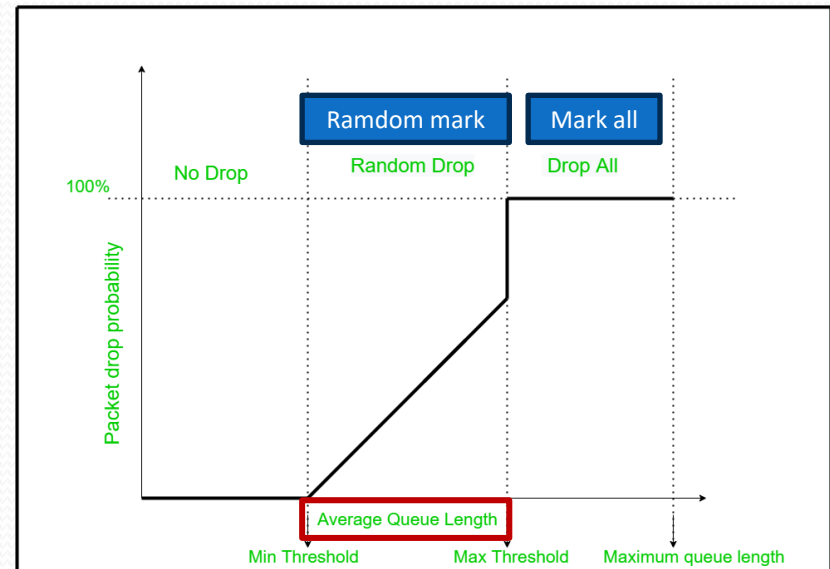 Ramdom mark
Mark all
No Drop
Random Drop
Drop All
100%
Packet drop probability
Average Queue Length
Min Threshold
Max Threshold
Maximum queue length